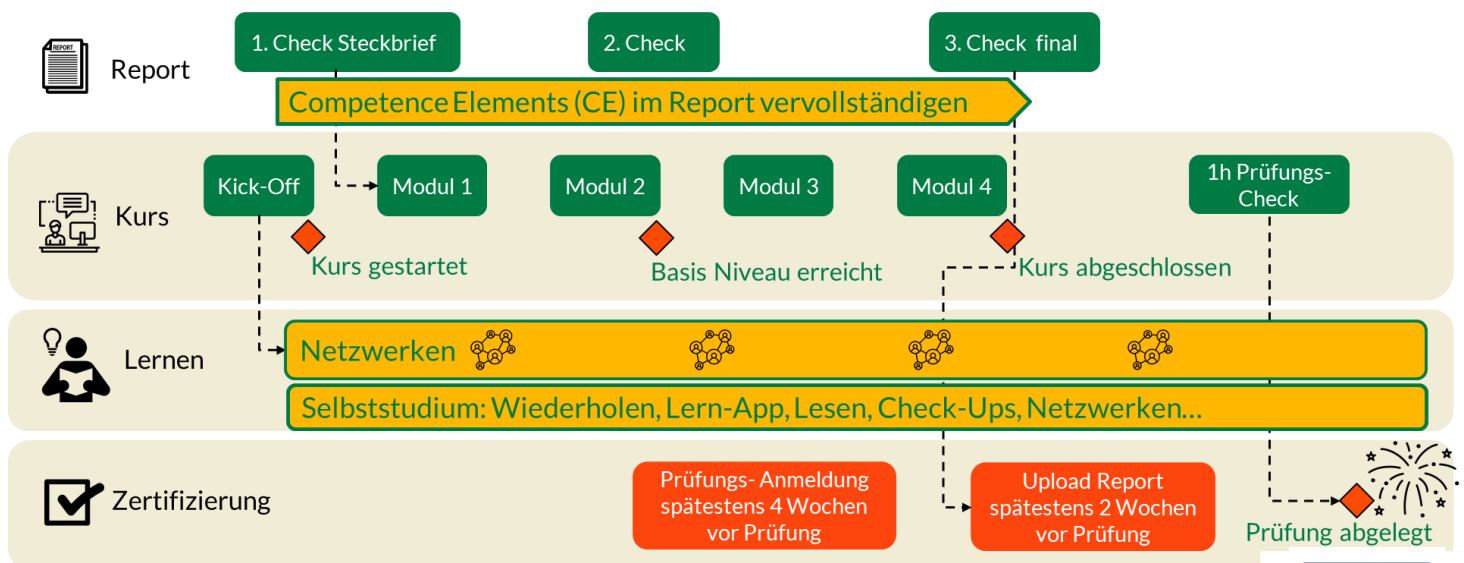 1. Check Steckbrief
2. Check
3. Check final
REPORT
Report
Competence Elements (CE) im Report vervollständigen
Kick-Off
Modul 1
Modul 2
Modul 3
Modul 4
1h Prüfungs-
Check
Kurs
Kurs gestartet
Basis Niveau erreicht
Kurs abgeschlossen
Lernen
Netzwerken
Selbststudium: Wiederholen, Lern-App, Lesen, Check-Ups, Netzwerken...
Zertifizierung
Prüfungs- Anmeldung
spätestens 4 Wochen
vor Prüfung
Upload Report
spätestens 2 Wochen
vor Prüfung
Prüfung abgelegt